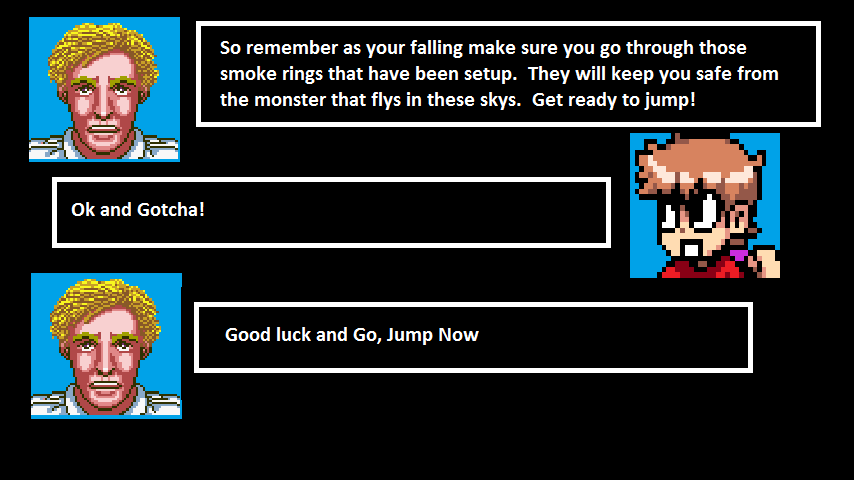 So remember as your falling make sure you go through those
smoke rings that have been setup.  They will keep you safe from
the monster that flys in these skys.  Get ready to jump!
Ok and Gotcha!
Good luck and Go, Jump Now